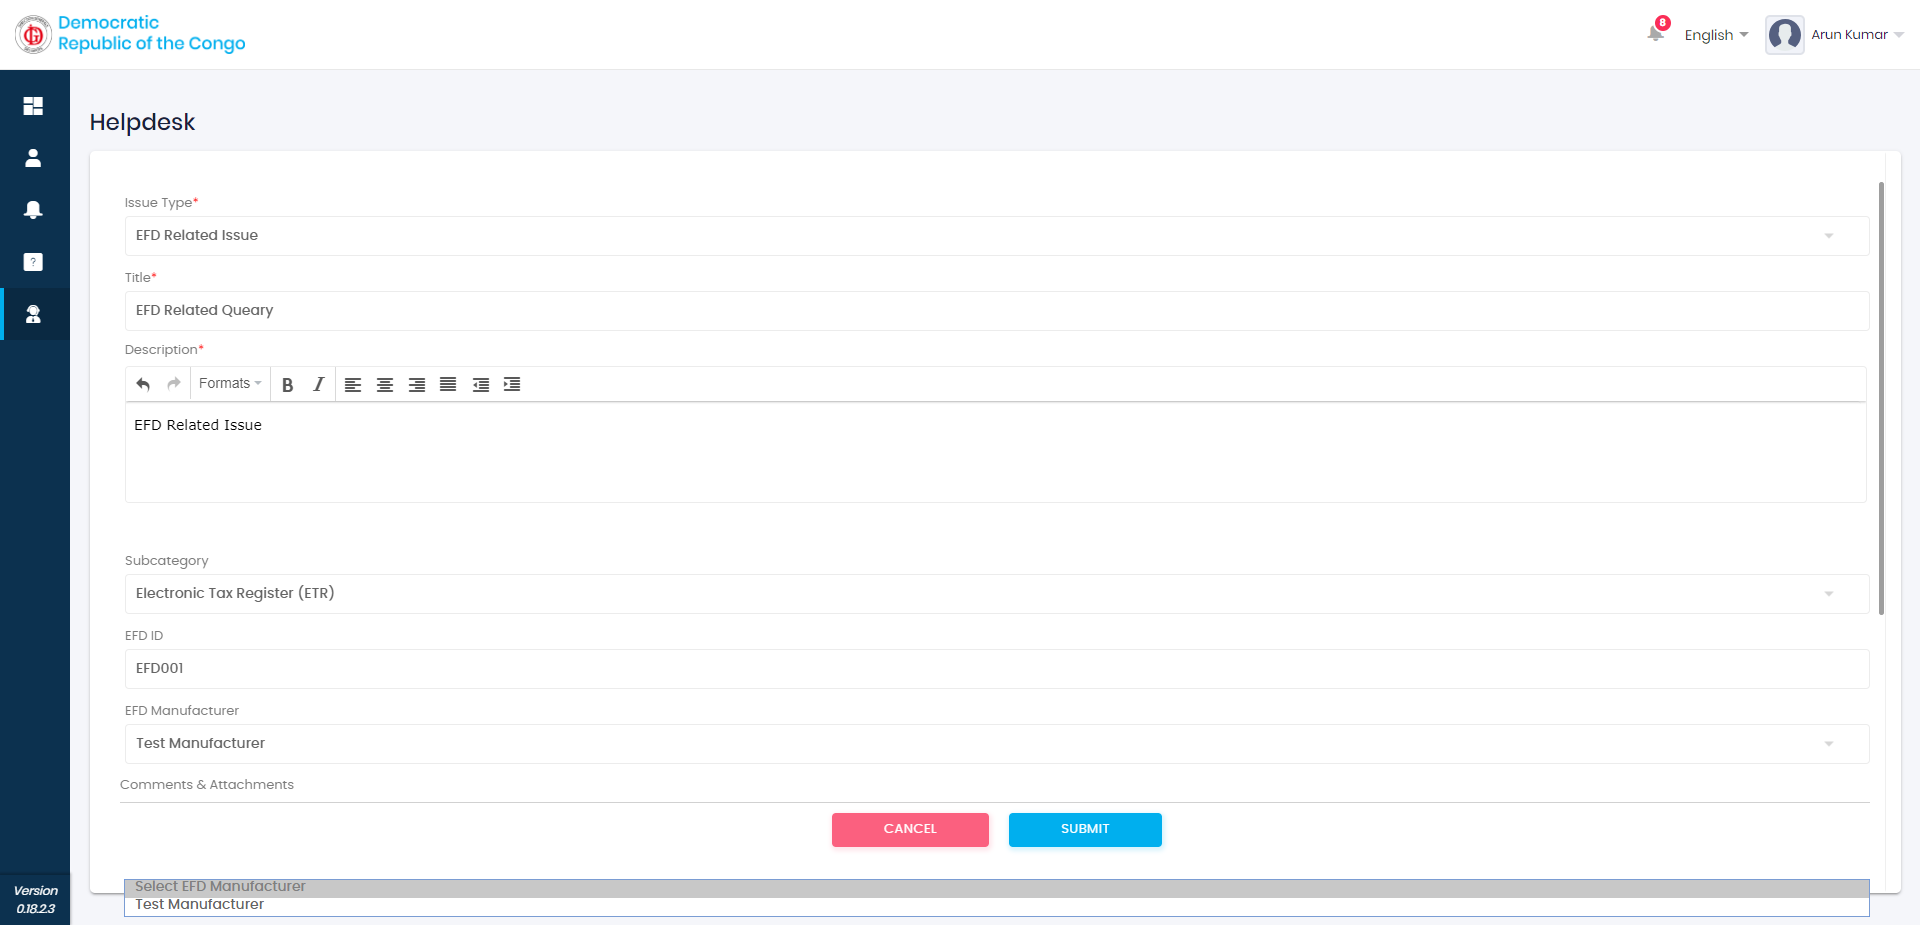 Democratic
Republic of the Congo
8
English
Arun Kumar
Helpdesk
Issue Type*
EFD Related Issue
Title*
EFD Related Queary
Description*
Formats B I
EFD Related Issue
Subcategory
Electronic Tax Register (ETR)
EFD ID
EFD001
EFD Manufacturer
Test Manufacturer
Comments & Attachments
CANCEL SUBMIT
Select EFD Manufacturer
Test Manufacturer
Version
0.18.2.3